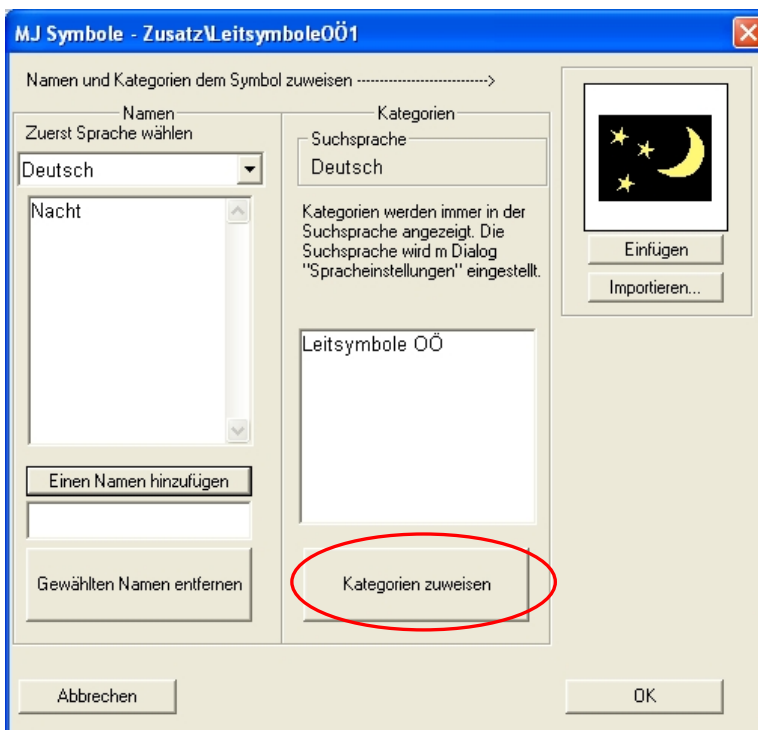 MJ Symbole - Zusatz\LeitsymboleOÖ1
Namen und Kategorien dem Symbol zuweisen ---------------------------->
Namen
Zuerst Sprache wählen
Deutsch
Nacht
Einen Namen hinzufügen
Gewählten Namen entfernen
Kategorien
Suchsprache
Deutsch
Kategorien werden immer in der
Suchsprache angezeigt. Die
Suchsprache wird m Dialog
"Spracheinstellungen" eingestellt.
Leitsymbole OÖ
Kategorien zuweisen
Einfügen
Importieren...
Abbrechen
OK